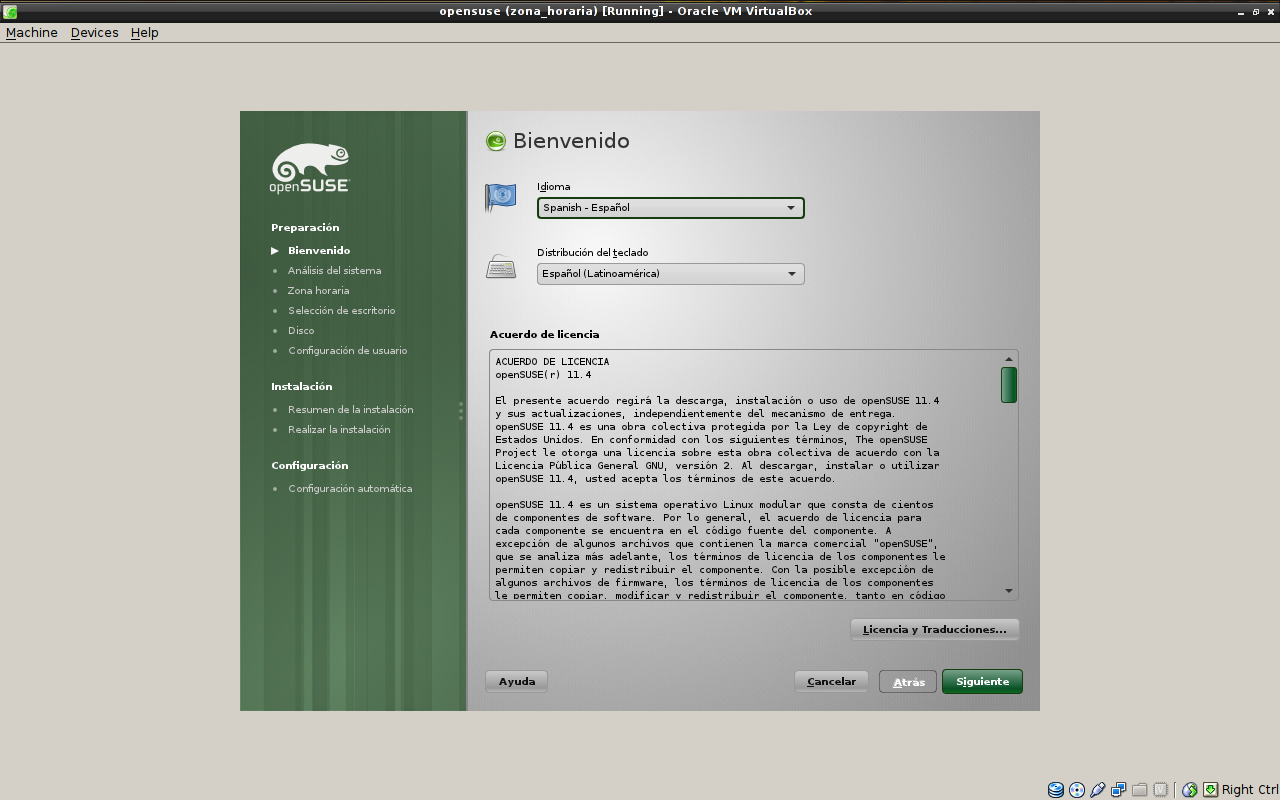 opensuse (zona_horaria) [Running] - Oracle VM VirtualBox
Machine Devices Help
openSUSE
Preparación
Bienvenido
Análisis del sistema
Zona horaria
Selección de escritorio
Disco
Configuración de usuario
Instalación
Resumen de la instalación
Realizar la instalación
Configuración
Configuración automática
Bienvenido
Idioma
Spanish - Español
Distribución del teclado
Español (Latinoamérica)
Acuerdo de licencia
ACUERDO DE LICENCIA
openSUSE(r) 11.4
El presente acuerdo regirá la descarga, instalación o uso de openSUSE 11.4
y sus actualizaciones, independientemente del mecanismo de entrega.
openSUSE 11.4 es una obra colectiva protegida por la Ley de copyright de
Estados Unidos. En conformidad con los siguientes términos, The openSUSE
Project le otorga una licencia sobre esta obra colectiva de acuerdo con la
Licencia Pública General GNU, versión 2. Al descargar, instalar o utilizar
openSUSE 11.4, usted acepta los términos de este acuerdo.
openSUSE 11.4 es un sistema operativo Linux modular que consta de cientos
de componentes de software. Por lo general, el acuerdo de licencia para
cada componente se encuentra en el código fuente del componente. A
excepción de algunos archivos que contienen la marca comercial "openSUSE",
que se analiza más adelante, los términos de licencia de los componentes le
permiten copiar y redistribuir el componente. Con la posible excepción de
algunos archivos de firmware, los términos de licencia de los componentes
le permiten copiar, modificar y redistribuir el componente, tanto en código
Licencia y Traducciones...
Ayuda
Cancelar
Atrás
Siguiente
Right Ctrl